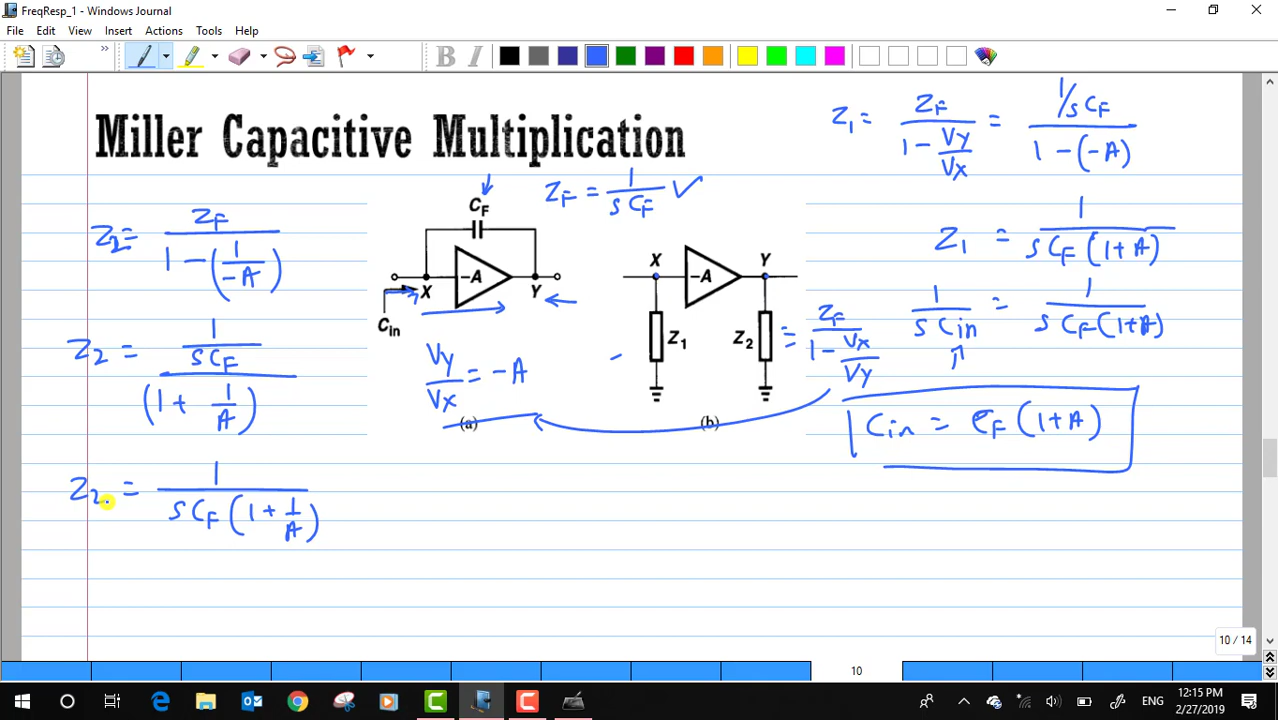 FreqResp_1 - Windows Journal
File Edit View Insert Actions Tools Help
B I
Miller Capacitive Multiplication
Z1 = ZF / (1 - Vy/Vx) = (1/sCF) / (1 - (-A))
ZF = 1/sCF ✓
CF
Z2 = ZF / (1 - (1/-A))
Z1 = 1 / sCF(1+A)
-A
X
Y
Cin
X
Y
-A
Z1
Z2
= ZF / (1 - Vx/Vy)
1/sCin = 1/sCF(1+A)
Z2 = (1/sCF) / (1 + 1/A)
Vy/Vx = -A
(a)
(b)
Cin = CF(1+A)
Z2 = 1 / sCF(1 + 1/A)
10 / 14
10
ENG
12:15 PM
2/27/2019